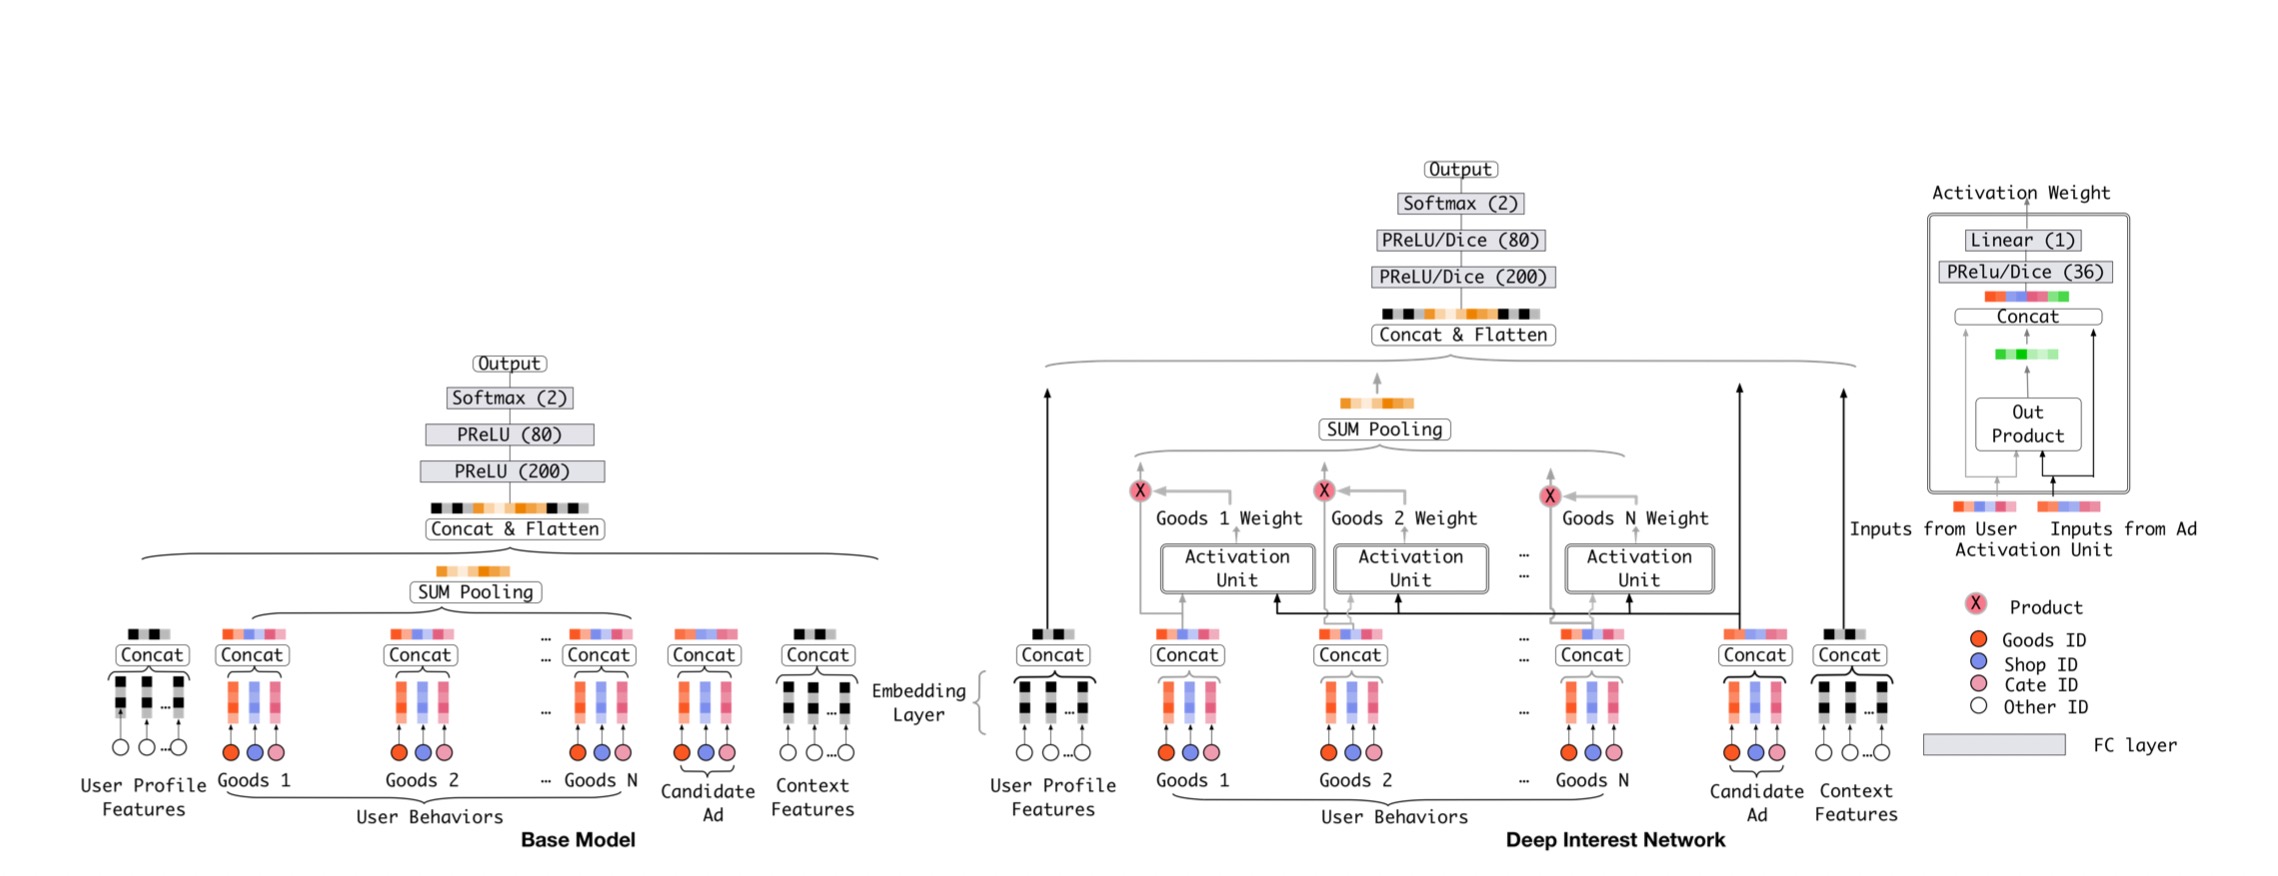 Output
Softmax (2)
PReLU (80)
PReLU (200)
Concat & Flatten
SUM Pooling
Concat
Concat
Concat
...
...
Concat
Concat
Concat
...
...
...
User Profile
Features
Goods 1
Goods 2
...
Goods N
Candidate
Ad
Context
Features
User Behaviors
Base Model
Embedding
Layer
Output
Softmax (2)
PReLU/Dice (80)
PReLU/Dice (200)
Concat & Flatten
SUM Pooling
X
X
X
Goods 1 Weight
Goods 2 Weight
Goods N Weight
Activation
Unit
Activation
Unit
...
...
Activation
Unit
Concat
Concat
Concat
...
...
Concat
Concat
Concat
...
...
...
User Profile
Features
Goods 1
Goods 2
...
Goods N
Candidate
Ad
Context
Features
User Behaviors
Deep Interest Network
Activation Weight
Linear (1)
PRelu/Dice (36)
Concat
Out
Product
Inputs from User
Inputs from Ad
Activation Unit
X
Product
Goods ID
Shop ID
Cate ID
Other ID
FC layer